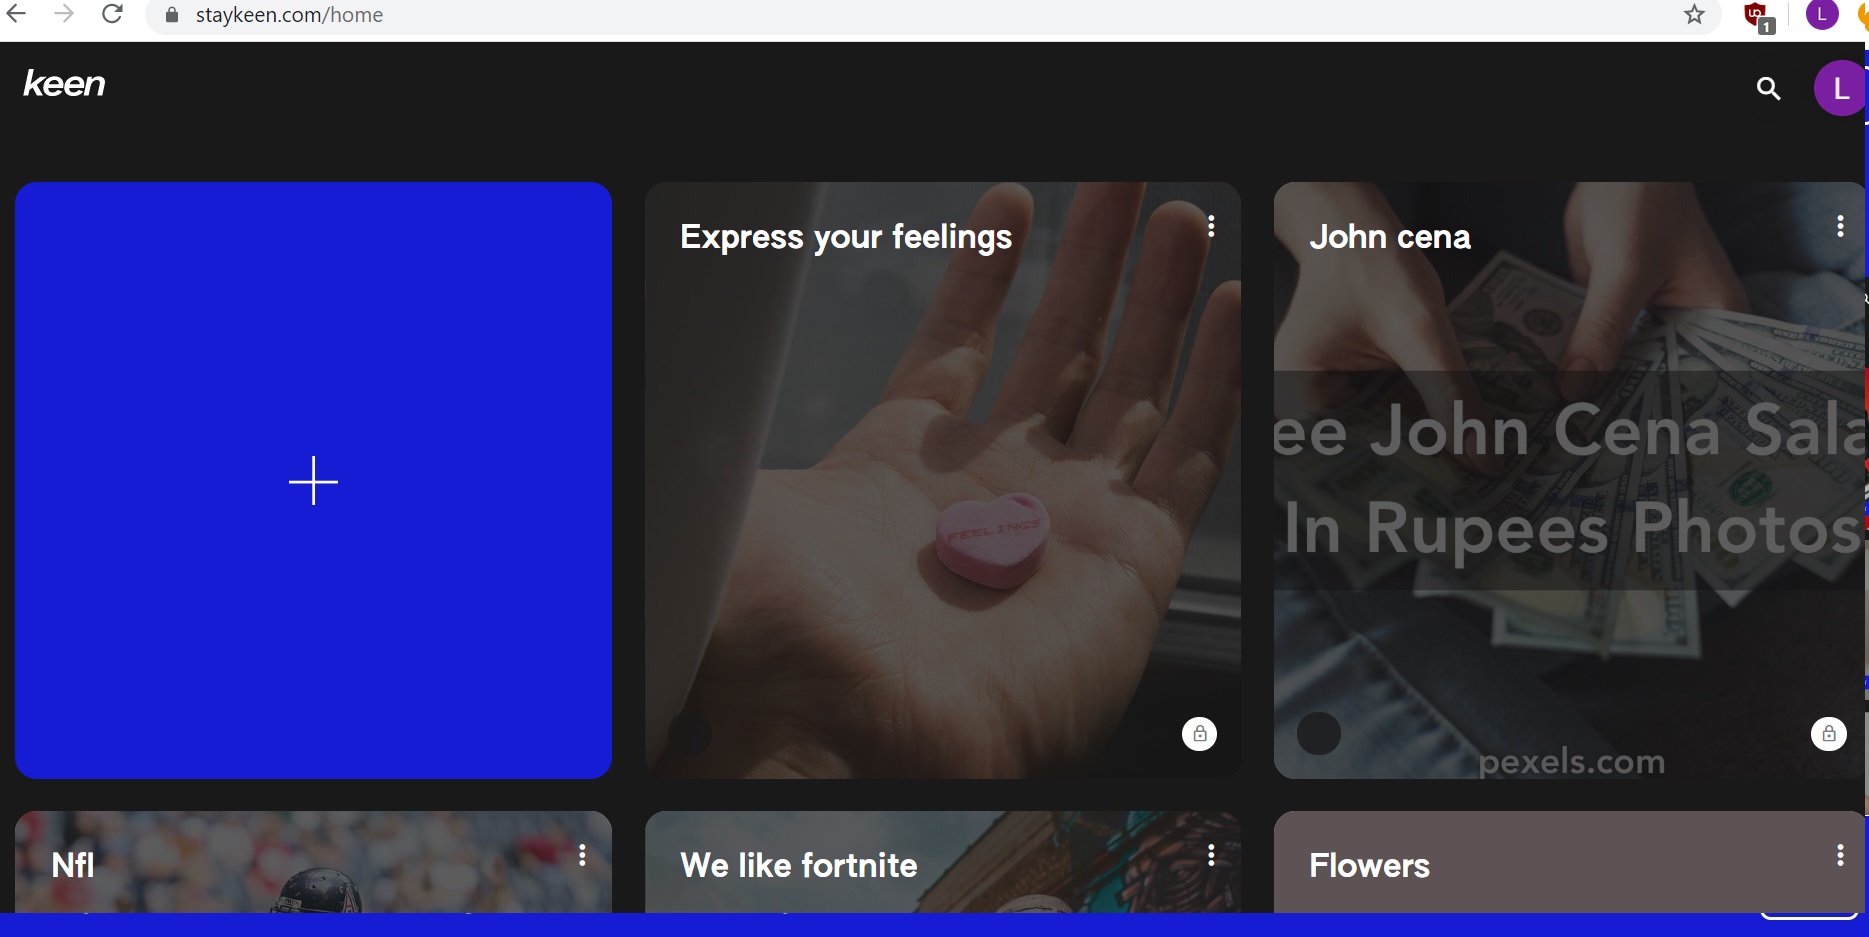 staykeen.com/home
1
L
keen
L
Express your feelings
FEELINGS
John cena
ee John Cena Sala
In Rupees Photos
pexels.com
Nfl
We like fortnite
Flowers